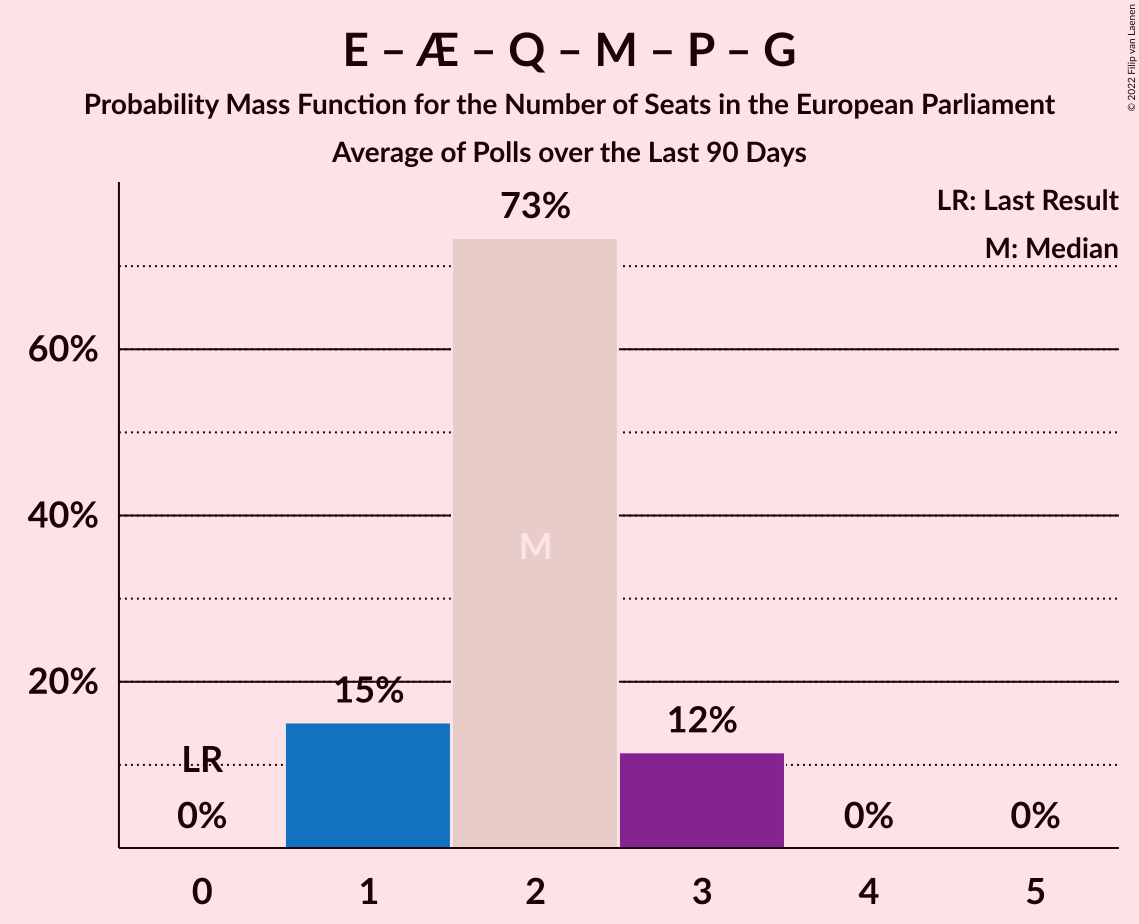 E – Æ – Q – M – P – G
Probability Mass Function for the Number of Seats in the European Parliament
Average of Polls over the Last 90 Days
© 2022 Filip van Laenen
LR: Last Result
M: Median
73%
60%
40%
M
20%
15%
12%
LR
0%
0%
0%
0 1 2 3 4 5